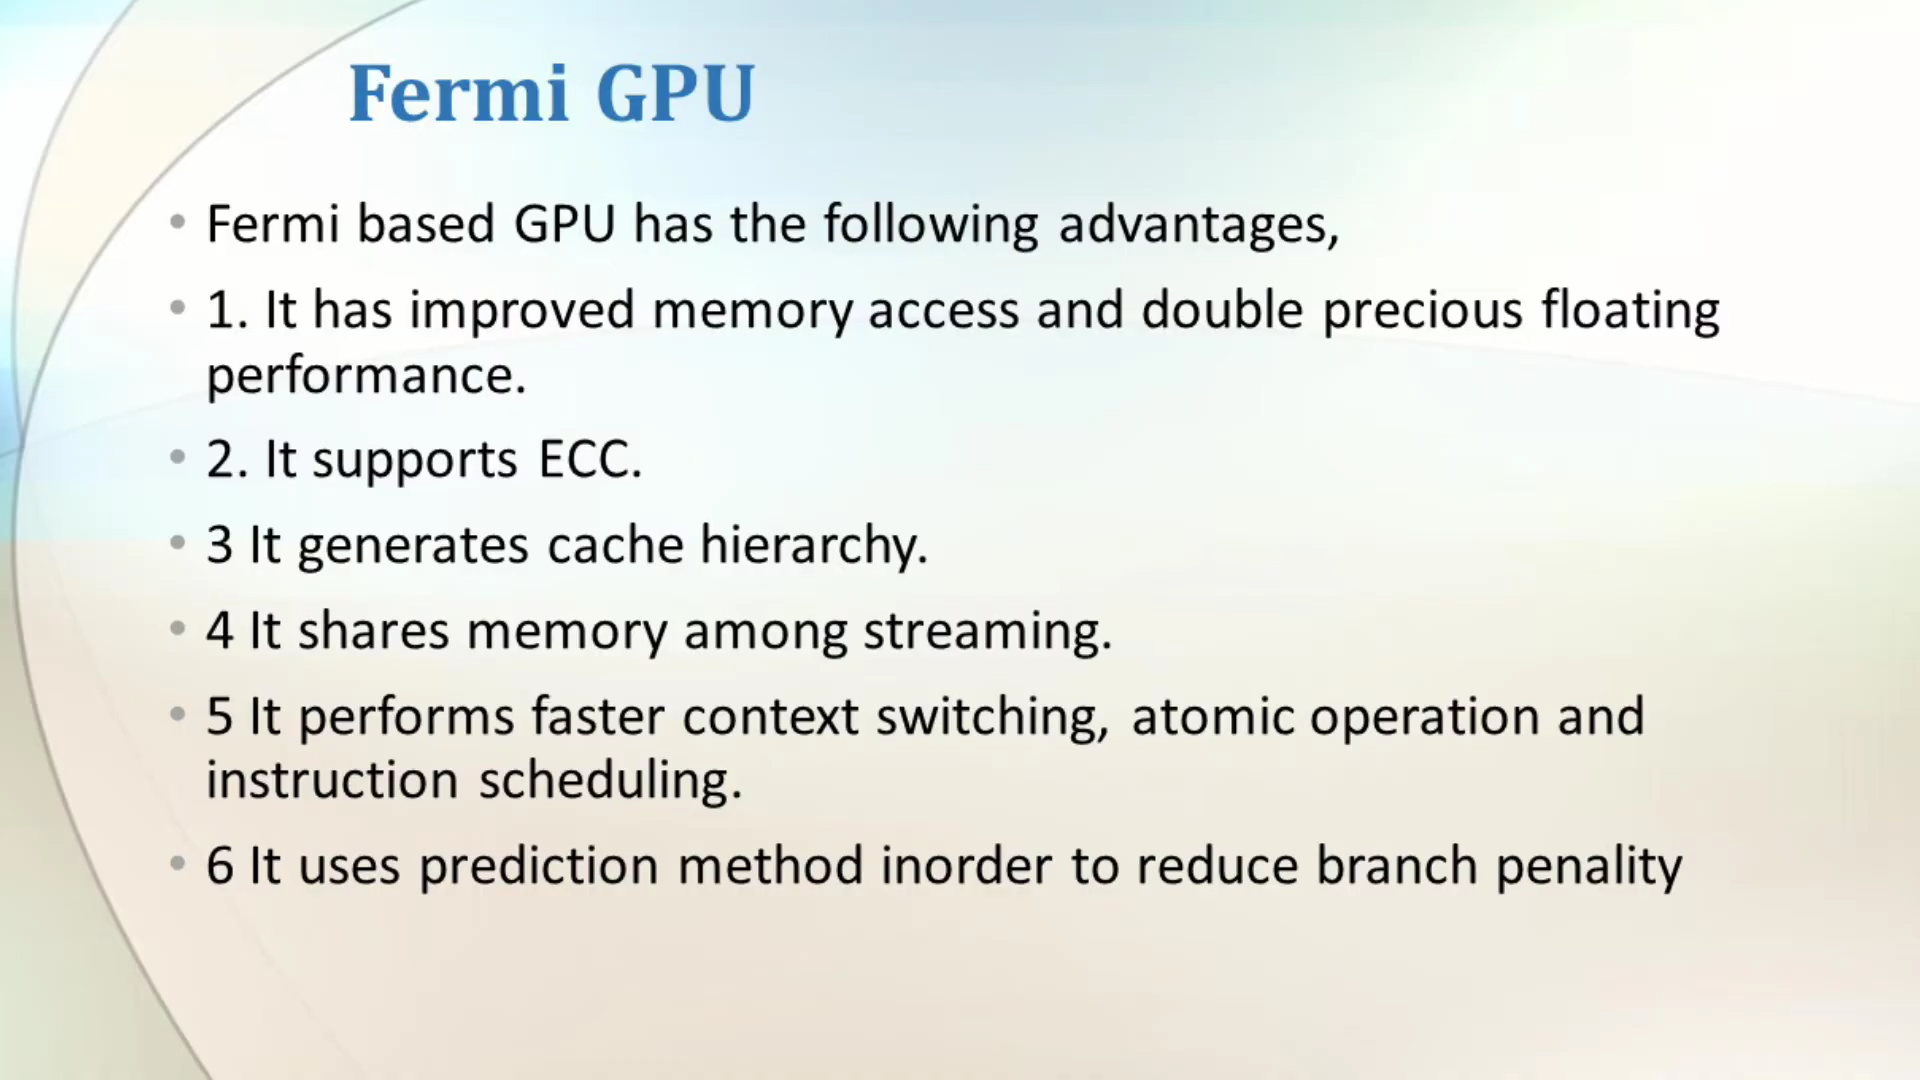 Fermi GPU
• Fermi based GPU has the following advantages,
• 1. It has improved memory access and double precious floating
performance.
• 2. It supports ECC.
• 3 It generates cache hierarchy.
• 4 It shares memory among streaming.
• 5 It performs faster context switching, atomic operation and
instruction scheduling.
• 6 It uses prediction method inorder to reduce branch penality